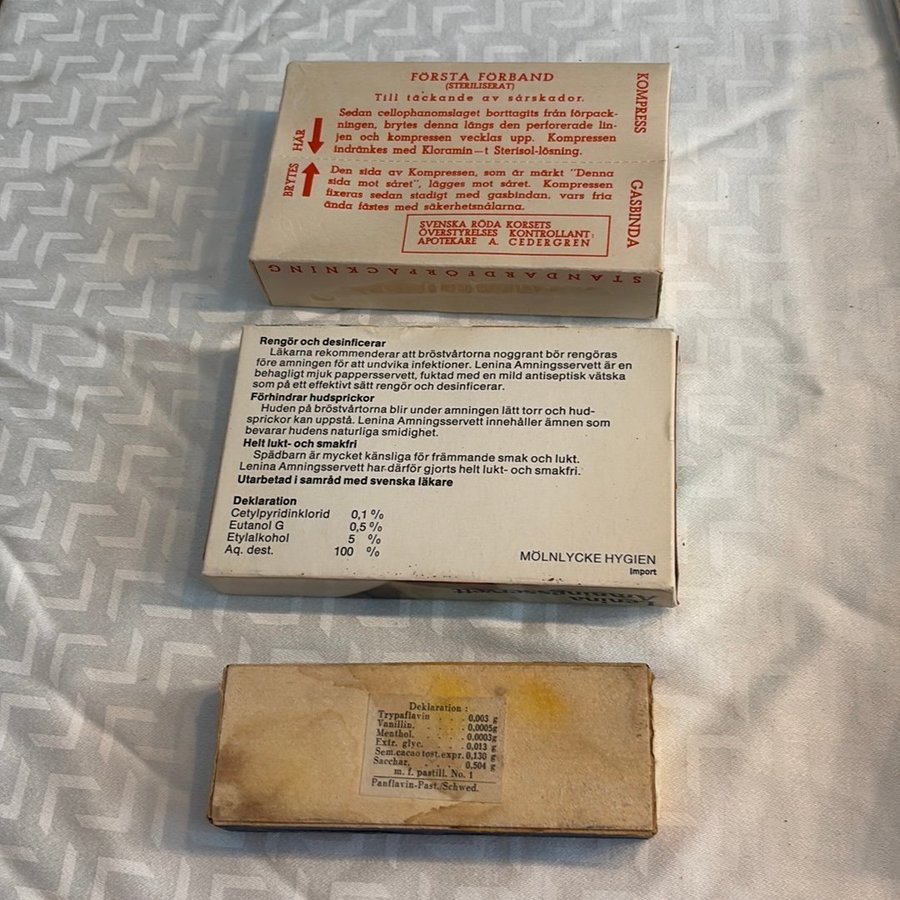 FÖRSTA FÖRBAND
(STERILISERAT)
Till täckande av sårskador.
Sedan cellophanomslaget borttagits från förpack-
ningen, brytes denna längs den perforerade lin-
jen och kompressen vecklas upp. Kompressen
indränkes med Kloramin—t Sterisol-lösning.
Den sida av Kompressen, som är märkt "Denna
sida mot såret", lägges mot såret. Kompressen
fixeras sedan stadigt med gasbindan, vars fria
ända fästes med säkerhetsnålarna.
BRYTES HÄR
KOMPRESS
GASBINDA
SVENSKA RÖDA KORSETS
ÖVERSTYRELSES KONTROLLANT:
APOTEKARE A. CEDERGREN
STANDARDFÖRPACKNING
Rengör och desinficerar
Läkarna rekommenderar att bröstvårtorna noggrant bör rengöras
före amningen för att undvika infektioner. Lenina Amningsservett är en
behagligt mjuk pappersservett, fuktad med en mild antiseptisk vätska
som på ett effektivt sätt rengör och desinficerar.
Förhindrar hudsprickor
Huden på bröstvårtorna blir under amningen lätt torr och hud-
sprickor kan uppstå. Lenina Amningsservett innehåller ämnen som
bevarar hudens naturliga smidighet.
Helt lukt- och smakfri
Spädbarn är mycket känsliga för främmande smak och lukt.
Lenina Amningsservett har därför gjorts helt lukt- och smakfri.
Utarbetad i samråd med svenska läkare
Deklaration
Cetylpyridinklorid 0,1 %
Eutanol G 0,5 %
Etylalkohol 5 %
Aq. dest. 100 %
MÖLNLYCKE HYGIEN
Import
Lenina
Amningsservett
Deklaration:
Trypaflavin . . . 0,003 g
Vanillin. . . . . 0,0005g
Menthol. . . . . 0,0003g
Extr. glyc. . . . 0,013 g
Sem.cacao tost.expr. 0,130 g
Sacchar. . . . . 0,504 g
m. f. pastill. No. 1
Panflavin-Past./Schwed.